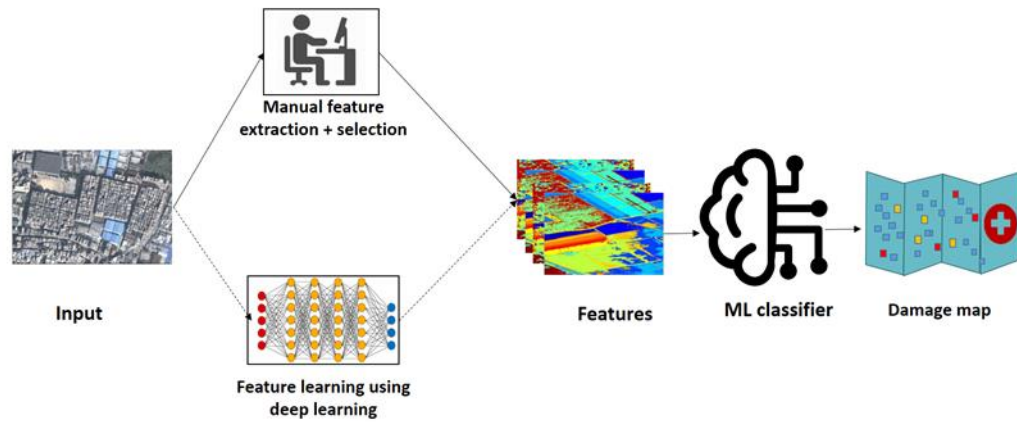 Manual feature
extraction + selection
Input
Features
ML classifier
Damage map
Feature learning using
deep learning